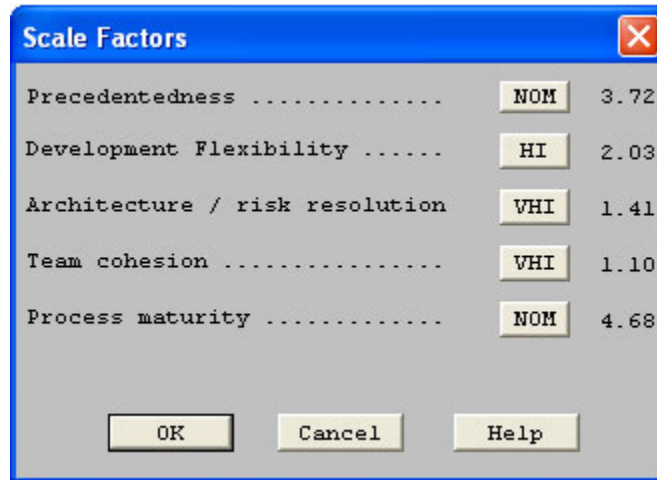 Scale Factors
Precedentedness .............. NOM 3.72
Development Flexibility ...... HI 2.03
Architecture / risk resolution VHI 1.41
Team cohesion ................ VHI 1.10
Process maturity ............. NOM 4.68
OK Cancel Help